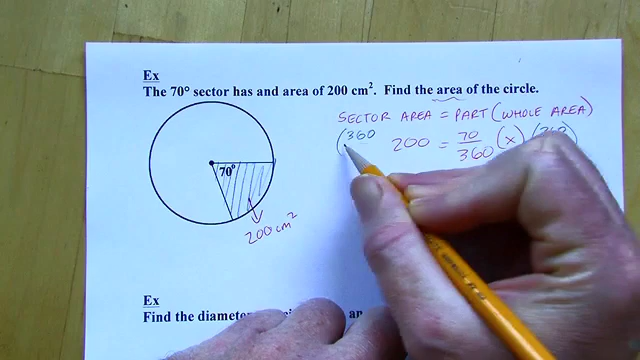 Ex
The 70° sector has and area of 200 cm². Find the area of the circle.
SECTOR AREA = PART (WHOLE AREA)
(360 200 = 70/360 (x)
70°
200 cm²
Ex
Find the diame